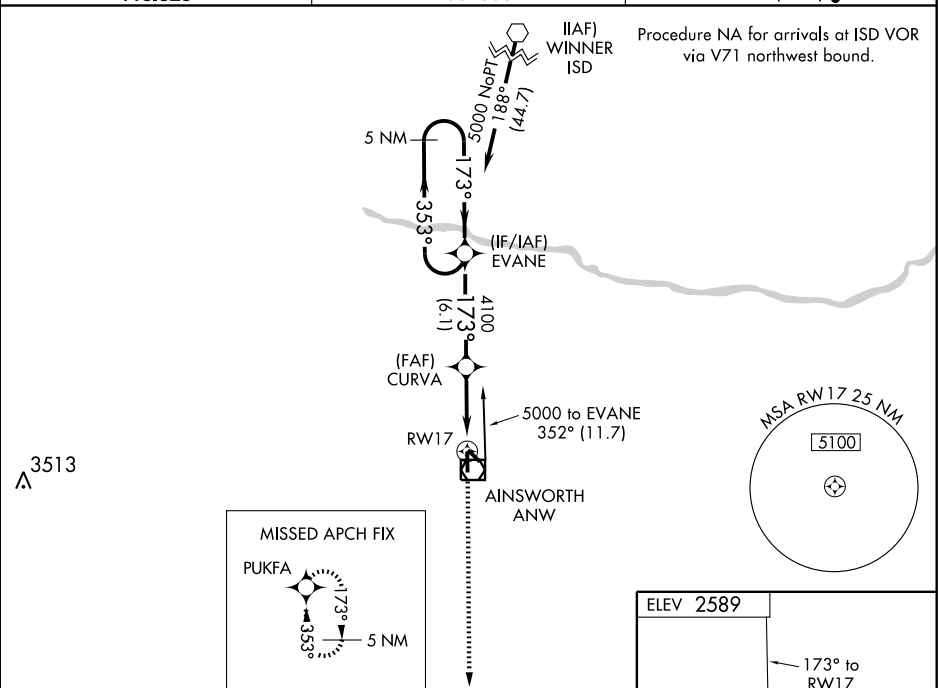 IIAF)
WINNER
ISD
Procedure NA for arrivals at ISD VOR
via V71 northwest bound.
5000 NoPT
188°
(44.7)
5 NM
173°
353°
(IF/IAF)
EVANE
4100
173°
(6.1)
(FAF)
CURVA
5000 to EVANE
352° (11.7)
RW17
AINSWORTH
ANW
3513
MSA RW17 25 NM
5100
MISSED APCH FIX
PUKFA
173°
353°
5 NM
ELEV 2589
173° to
RW17